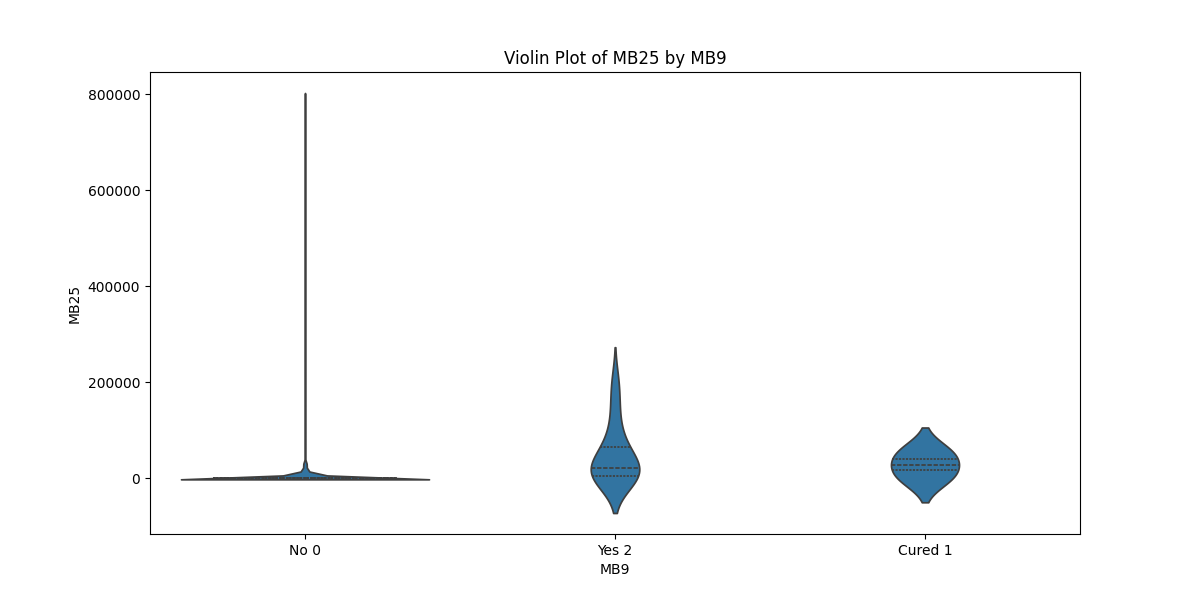 Violin Plot of MB25 by MB9
800000
600000
400000
200000
0
MB25
No 0
Yes 2
Cured 1
MB9